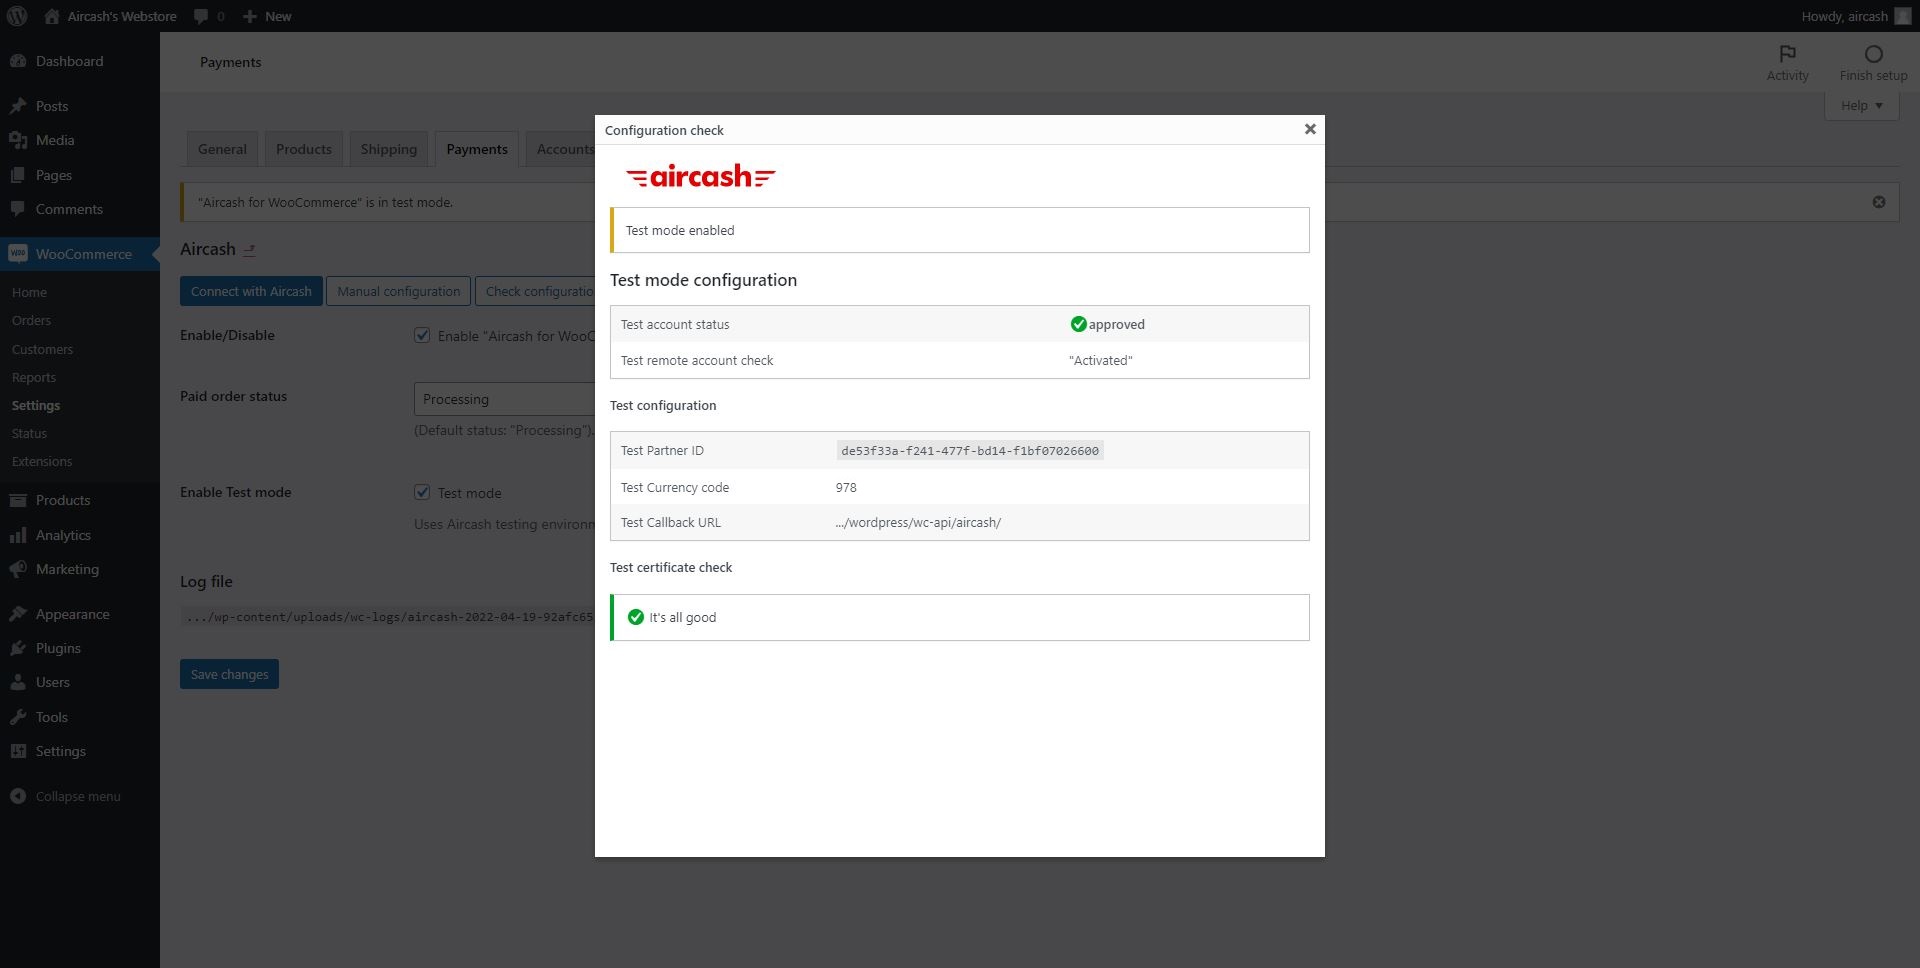 Aircash's Webstore 0 New
Howdy, aircash
Dashboard
Posts
Media
Pages
Comments
WooCommerce
Home
Orders
Customers
Reports
Settings
Status
Extensions
Products
Analytics
Marketing
Appearance
Plugins
Users
Tools
Settings
Collapse menu
Payments
Activity
Finish setup
Help
General Products Shipping Payments Accounts
"Aircash for WooCommerce" is in test mode.
Aircash
Connect with Aircash Manual configuration Check configuratio
Enable/Disable
Enable "Aircash for WooC
Paid order status
Processing
(Default status: "Processing").
Enable Test mode
Test mode
Uses Aircash testing environm
Log file
.../wp-content/uploads/wc-logs/aircash-2022-04-19-92afc65
Save changes
Configuration check
aircash
Test mode enabled
Test mode configuration
Test account status approved
Test remote account check "Activated"
Test configuration
Test Partner ID de53f33a-f241-477f-bd14-f1bf07026600
Test Currency code 978
Test Callback URL .../wordpress/wc-api/aircash/
Test certificate check
It's all good